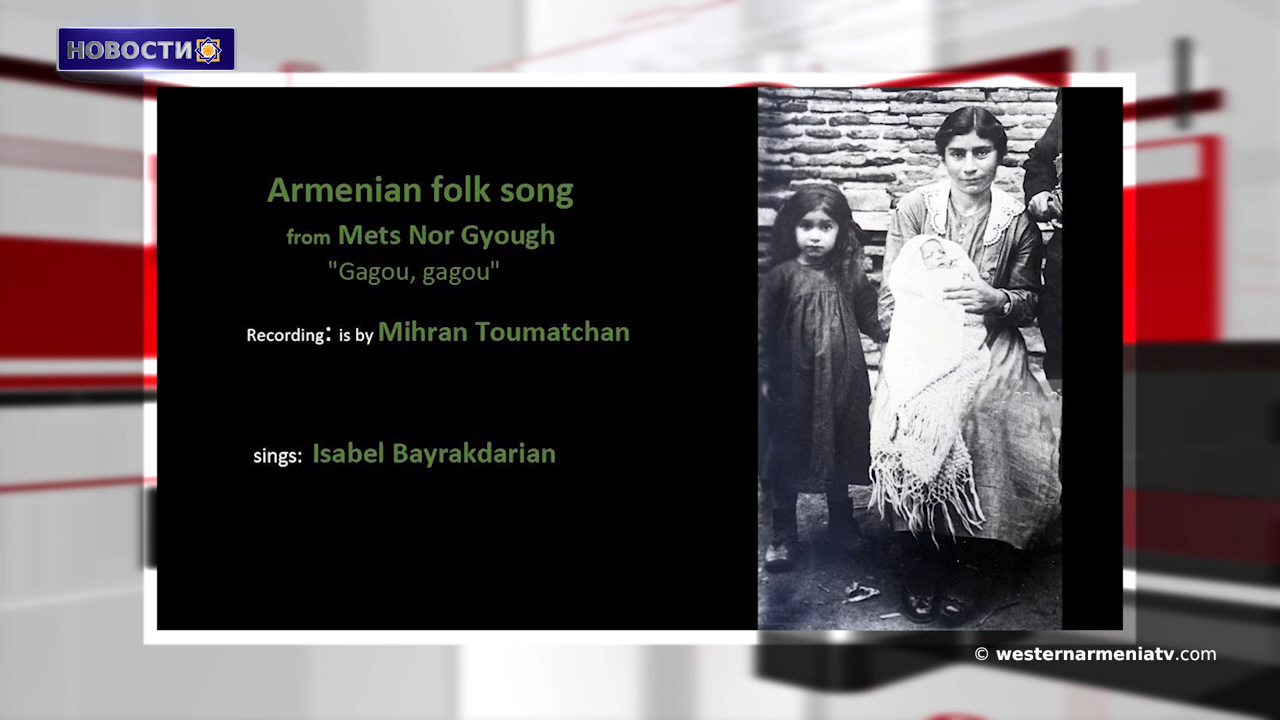 НОВОСТИ
Armenian folk song
from Mets Nor Gyough
"Gagou, gagou"
Recording: is by Mihran Toumatchan
sings: Isabel Bayrakdarian
© westernarmeniatv.com